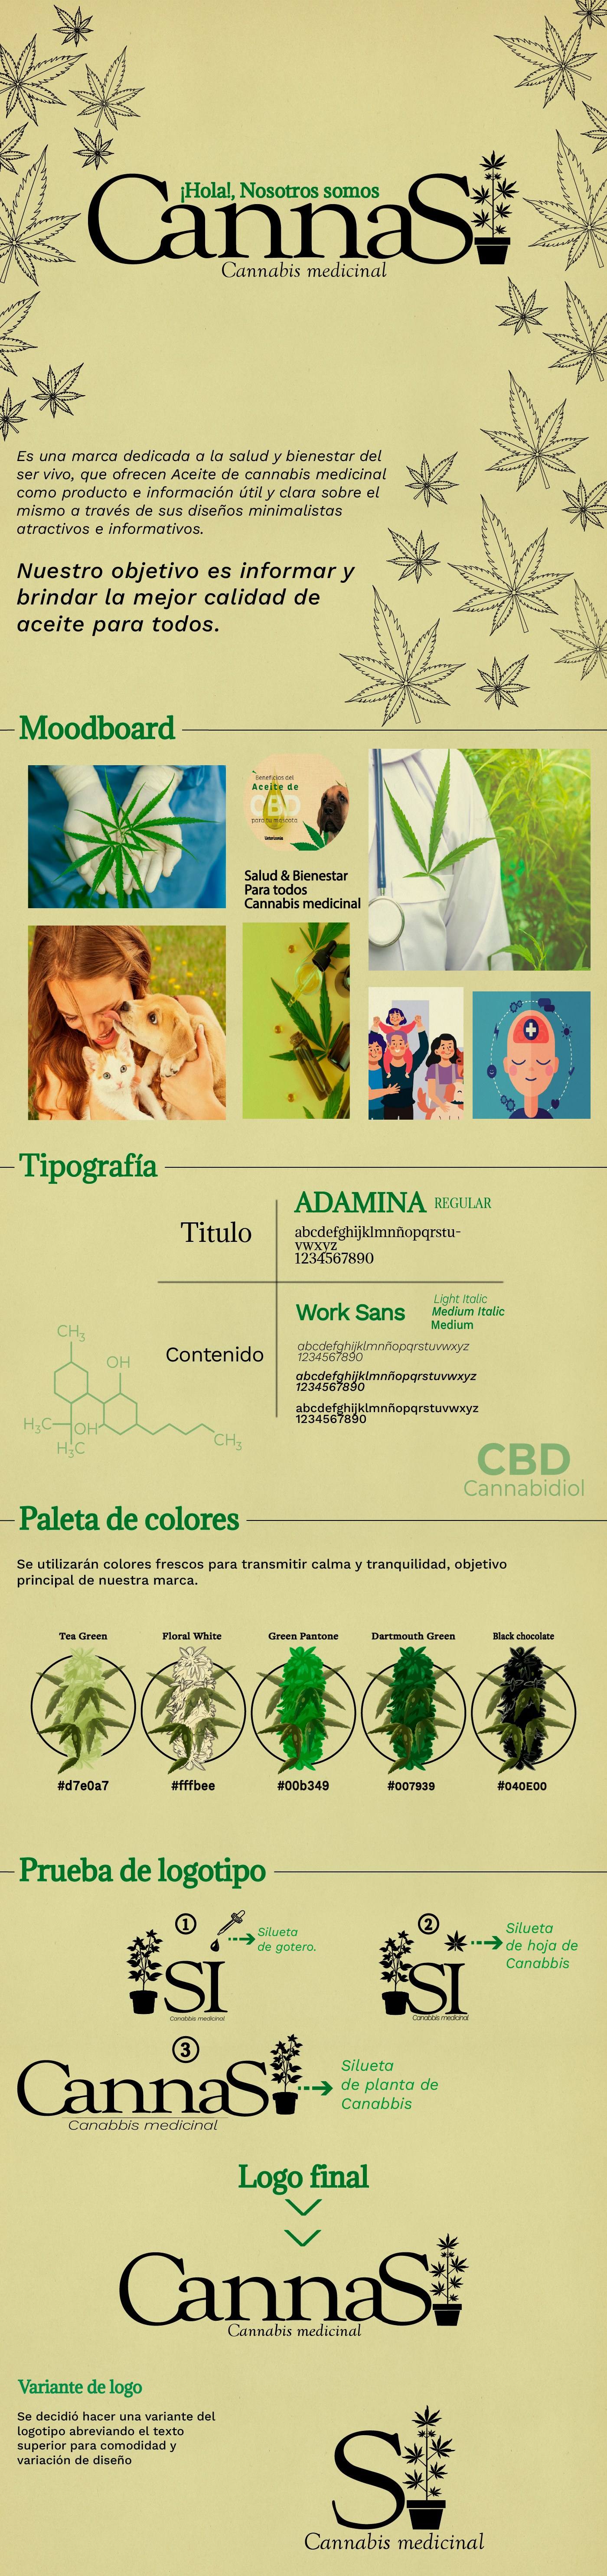 ¡Hola!, Nosotros somos
CannaS
Cannabis medicinal
Es una marca dedicada a la salud y bienestar del
ser vivo, que ofrecen Aceite de cannabis medicinal
como producto e información útil y clara sobre el
mismo a través de sus diseños minimalistas
atractivos e informativos.
Nuestro objetivo es informar y
brindar la mejor calidad de
aceite para todos.
Moodboard
Beneficios del
Aceite de
CBD
para tu mascota
Salud & Bienestar
Para todos
Cannabis medicinal
Tipografía
Titulo
ADAMINA REGULAR
abcdefghijklmnñopqrstu-
vwxyz
1234567890
Contenido
Work Sans
Light Italic
Medium Italic
Medium
abcdefghijklmnñopqrstuvwxyz
1234567890
abcdefghijklmnñopqrstuvwxyz
1234567890
abcdefghijklmnñopqrstuvwxyz
1234567890
CH3
OH
H3C
OH
H3C
CH3
CBD
Cannabidiol
Paleta de colores
Se utilizarán colores frescos para transmitir calma y tranquilidad, objetivo
principal de nuestra marca.
Tea Green
Floral White
Green Pantone
Dartmouth Green
Black chocolate
#d7e0a7
#fffbee
#00b349
#007939
#040E00
Prueba de logotipo
1
Silueta
de gotero.
SI
Canabbis medicinal
2
Silueta
de hoja de
Canabbis
SI
Canabbis medicinal
3
CannaS
Canabbis medicinal
Silueta
de planta de
Canabbis
Logo final
CannaS
Cannabis medicinal
Variante de logo
Se decidió hacer una variante del
logotipo abreviando el texto
superior para comodidad y
variación de diseño
S
Cannabis medicinal